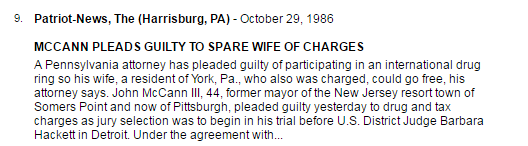 9. Patriot-News, The (Harrisburg, PA) - October 29, 1986
MCCANN PLEADS GUILTY TO SPARE WIFE OF CHARGES
A Pennsylvania attorney has pleaded guilty of participating in an international drug
ring so his wife, a resident of York, Pa., who also was charged, could go free, his
attorney says. John McCann III, 44, former mayor of the New Jersey resort town of
Somers Point and now of Pittsburgh, pleaded guilty yesterday to drug and tax
charges as jury selection was to begin in his trial before U.S. District Judge Barbara
Hackett in Detroit. Under the agreement with...